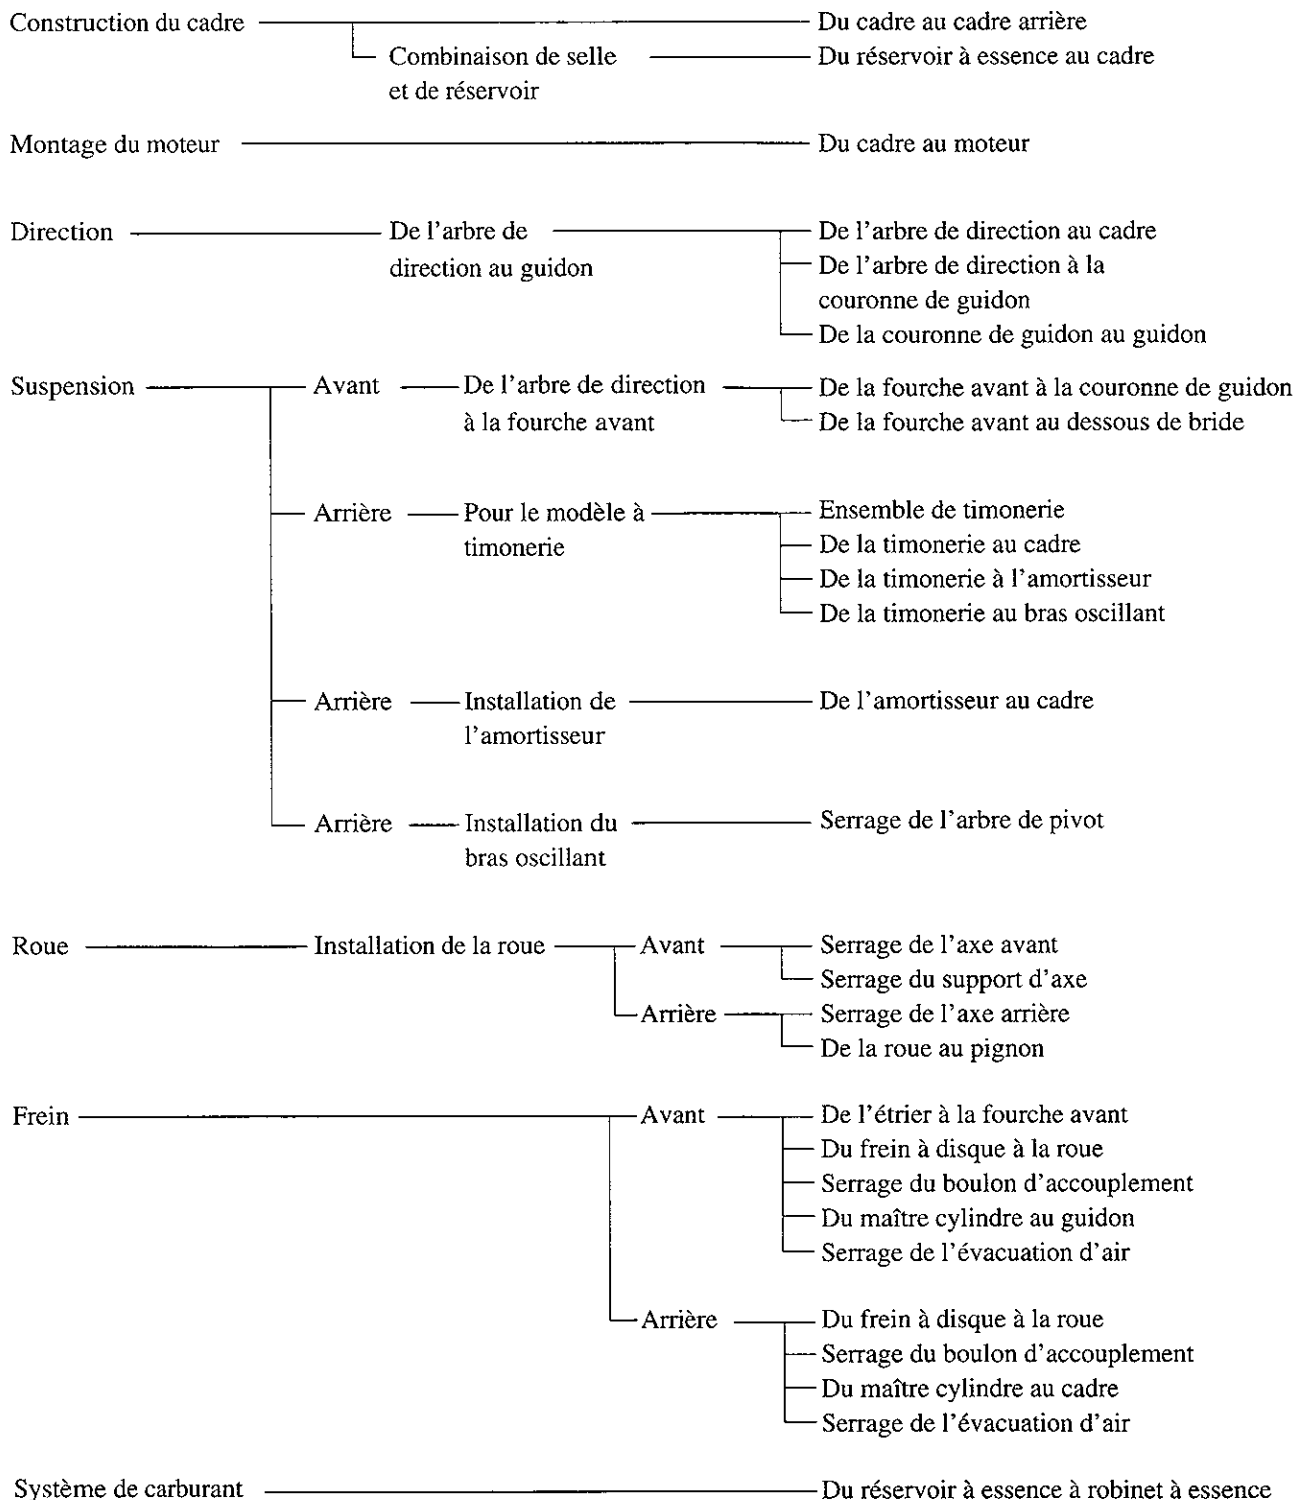 Construction du cadre Du cadre au cadre arrière
Combinaison de selle Du réservoir à essence au cadre
et de réservoir
Montage du moteur Du cadre au moteur
Direction De l'arbre de De l'arbre de direction au cadre
direction au guidon De l'arbre de direction à la
couronne de guidon
De la couronne de guidon au guidon
Suspension Avant De l'arbre de direction De la fourche avant à la couronne de guidon
à la fourche avant De la fourche avant au dessous de bride
Arrière Pour le modèle à Ensemble de timonerie
timonerie De la timonerie au cadre
De la timonerie à l'amortisseur
De la timonerie au bras oscillant
Arrière Installation de De l'amortisseur au cadre
l'amortisseur
Arrière Installation du Serrage de l'arbre de pivot
bras oscillant
Roue Installation de la roue Avant Serrage de l'axe avant
Serrage du support d'axe
Arrière Serrage de l'axe arrière
De la roue au pignon
Frein Avant De l'étrier à la fourche avant
Du frein à disque à la roue
Serrage du boulon d'accouplement
Du maître cylindre au guidon
Serrage de l'évacuation d'air
Arrière Du frein à disque à la roue
Serrage du boulon d'accouplement
Du maître cylindre au cadre
Serrage de l'évacuation d'air
Système de carburant Du réservoir à essence à robinet à essence